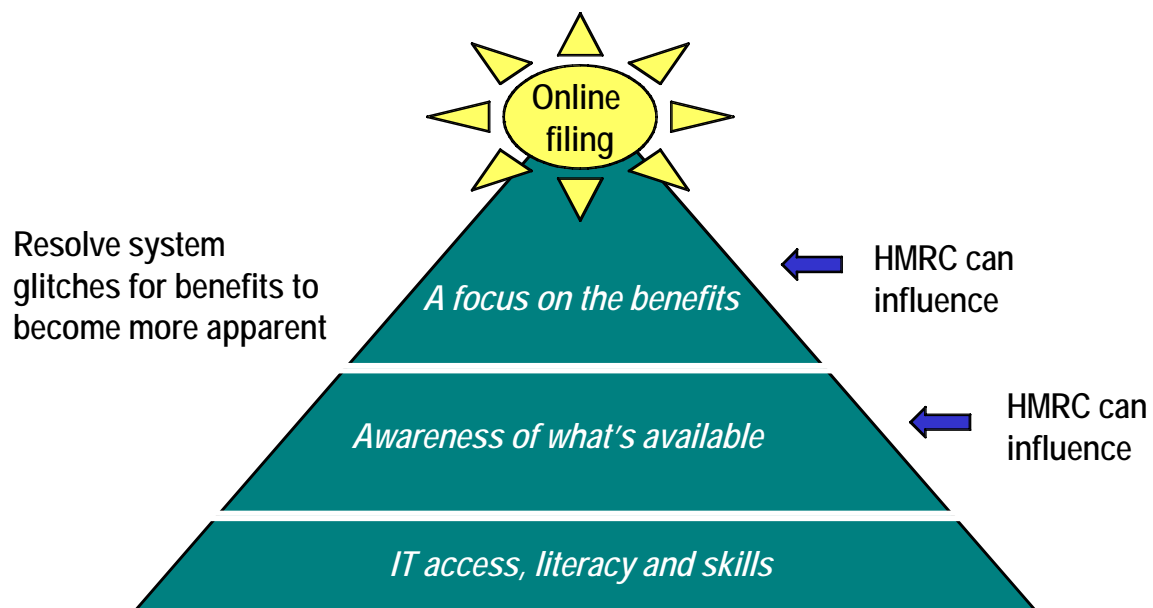 Online
filing
Resolve system
glitches for benefits to
become more apparent
A focus on the benefits
HMRC can
influence
Awareness of what's available
HMRC can
influence
IT access, literacy and skills